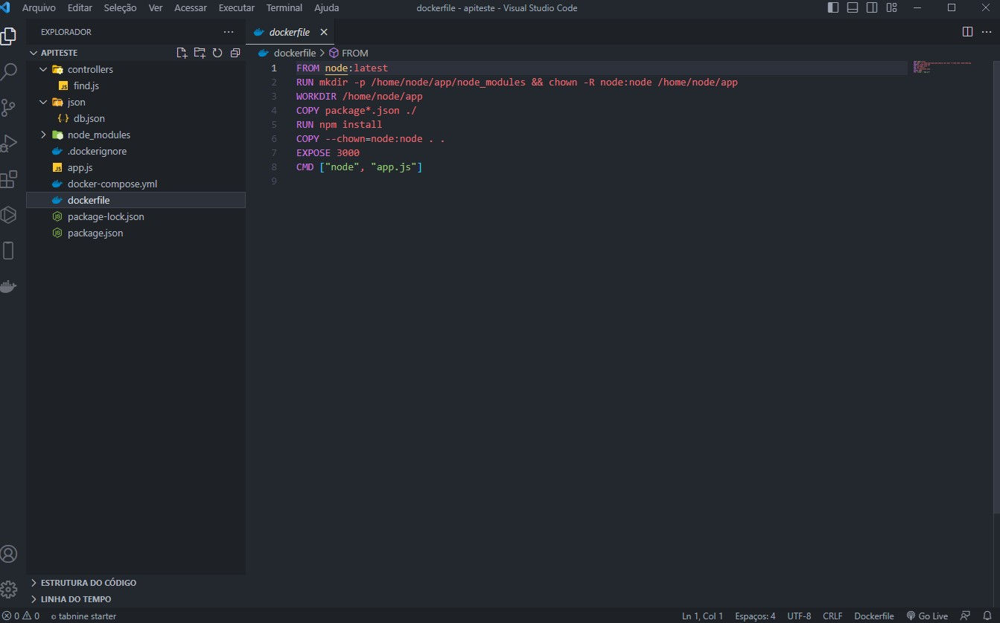 Arquivo Editar Seleção Ver Acessar Executar Terminal Ajuda dockerfile - apiteste - Visual Studio Code
EXPLORADOR
APITESTE
controllers
find.js
json
db.json
node_modules
.dockerignore
app.js
docker-compose.yml
dockerfile
package-lock.json
package.json
ESTRUTURA DO CÓDIGO
LINHA DO TEMPO
dockerfile
dockerfile > FROM
1 FROM node:latest
2 RUN mkdir -p /home/node/app/node_modules && chown -R node:node /home/node/app
3 WORKDIR /home/node/app
4 COPY package*.json ./
5 RUN npm install
6 COPY --chown=node:node . .
7 EXPOSE 3000
8 CMD ["node", "app.js"]
9
0 0 tabnine starter Ln 1, Col 1 Espaços: 4 UTF-8 CRLF Dockerfile Go Live